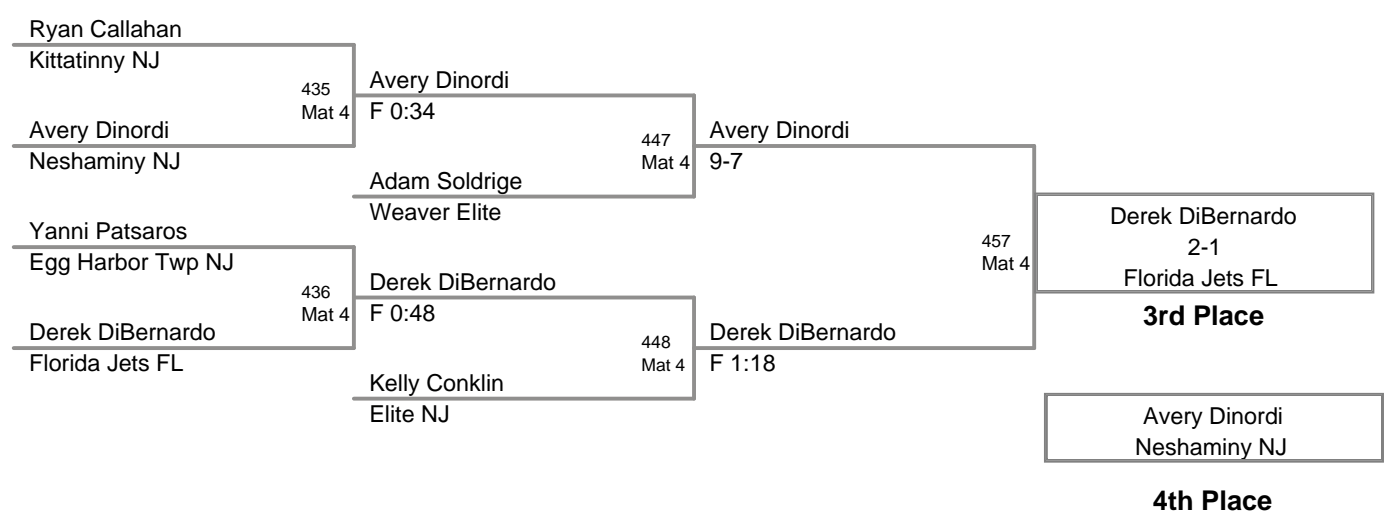 Ryan Callahan
Kittatinny NJ
435
Mat 4
Avery Dinordi
Neshaminy NJ
Avery Dinordi
F 0:34
447
Mat 4
Adam Soldrige
Weaver Elite
Avery Dinordi
9-7
Yanni Patsaros
Egg Harbor Twp NJ
436
Mat 4
Derek DiBernardo
Florida Jets FL
Derek DiBernardo
F 0:48
448
Mat 4
Kelly Conklin
Elite NJ
Derek DiBernardo
F 1:18
457
Mat 4
Derek DiBernardo
2-1
Florida Jets FL
3rd Place
Avery Dinordi
Neshaminy NJ
4th Place